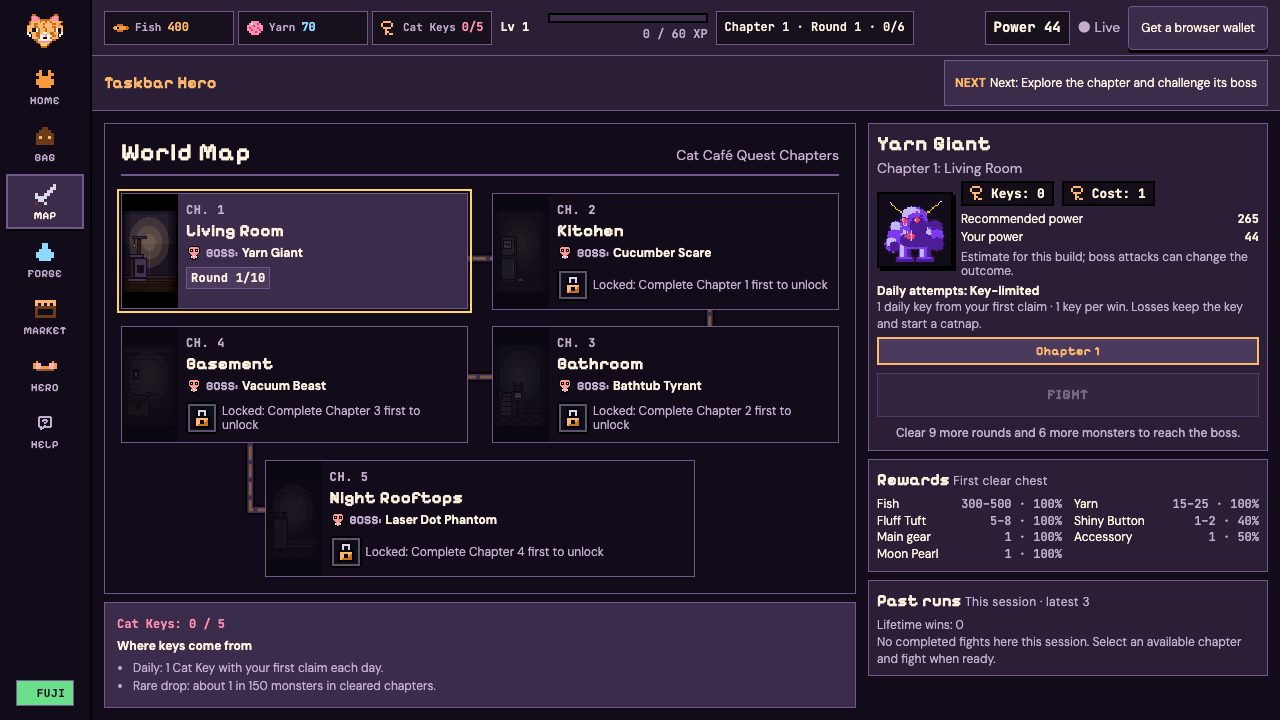 Fish 400
Yarn 70
Cat Keys 0/5
Lv 1
0 / 60 XP
Chapter 1 · Round 1 · 0/6
Power 44
Live
Get a browser wallet
HOME
BAG
MAP
FORGE
MARKET
HERO
HELP
FUJI
Taskbar Hero
NEXT Next: Explore the chapter and challenge its boss
World Map
Cat Café Quest Chapters
CH. 1
Living Room
BOSS: Yarn Giant
Round 1/10
CH. 2
Kitchen
BOSS: Cucumber Scare
Locked: Complete Chapter 1 first to unlock
CH. 4
Basement
BOSS: Vacuum Beast
Locked: Complete Chapter 3 first to
unlock
CH. 3
Bathroom
BOSS: Bathtub Tyrant
Locked: Complete Chapter 2 first to
unlock
CH. 5
Night Rooftops
BOSS: Laser Dot Phantom
Locked: Complete Chapter 4 first to unlock
Cat Keys: 0 / 5
Where keys come from
• Daily: 1 Cat Key with your first claim each day.
• Rare drop: about 1 in 150 monsters in cleared chapters.
Yarn Giant
Chapter 1: Living Room
Keys: 0
Cost: 1
Recommended power 265
Your power 44
Estimate for this build; boss attacks can change the
outcome.
Daily attempts: Key-limited
1 daily key from your first claim · 1 key per win. Losses keep the key
and start a catnap.
Chapter 1
FIGHT
Clear 9 more rounds and 6 more monsters to reach the boss.
Rewards First clear chest
Fish 300–500 · 100% Yarn 15–25 · 100%
Fluff Tuft 5–8 · 100% Shiny Button 1–2 · 40%
Main gear 1 · 100% Accessory 1 · 50%
Moon Pearl 1 · 100%
Past runs This session · latest 3
Lifetime wins: 0
No completed fights here this session. Select an available chapter
and fight when ready.